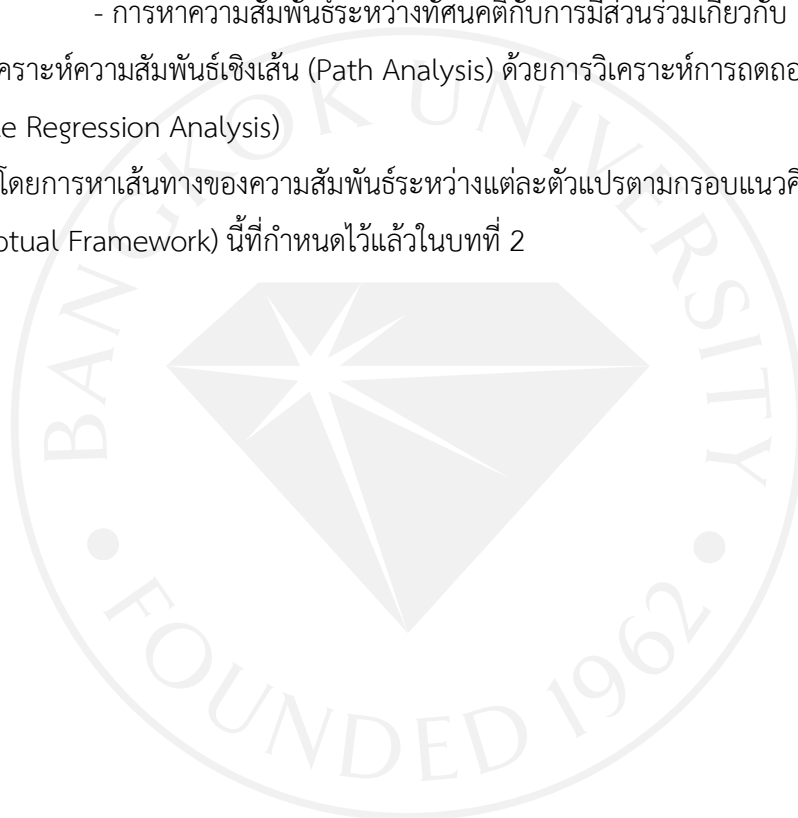 - การหาความสัมพันธ์ระหว่างทัศนคติกับการมีส่วนร่วมเกี่ยวกับ
คราะห์ความสัมพันธ์เชิงเส้น (Path Analysis) ด้วยการวิเคราะห์การถดถอ
e Regression Analysis)
โดยการหาเส้นทางของความสัมพันธ์ระหว่างแต่ละตัวแปรตามกรอบแนวคิ
otual Framework) นี้ที่กำหนดไว้แล้วในบทที่ 2
BANGKOK UNIVERSITY
• FOUNDED 1962 •